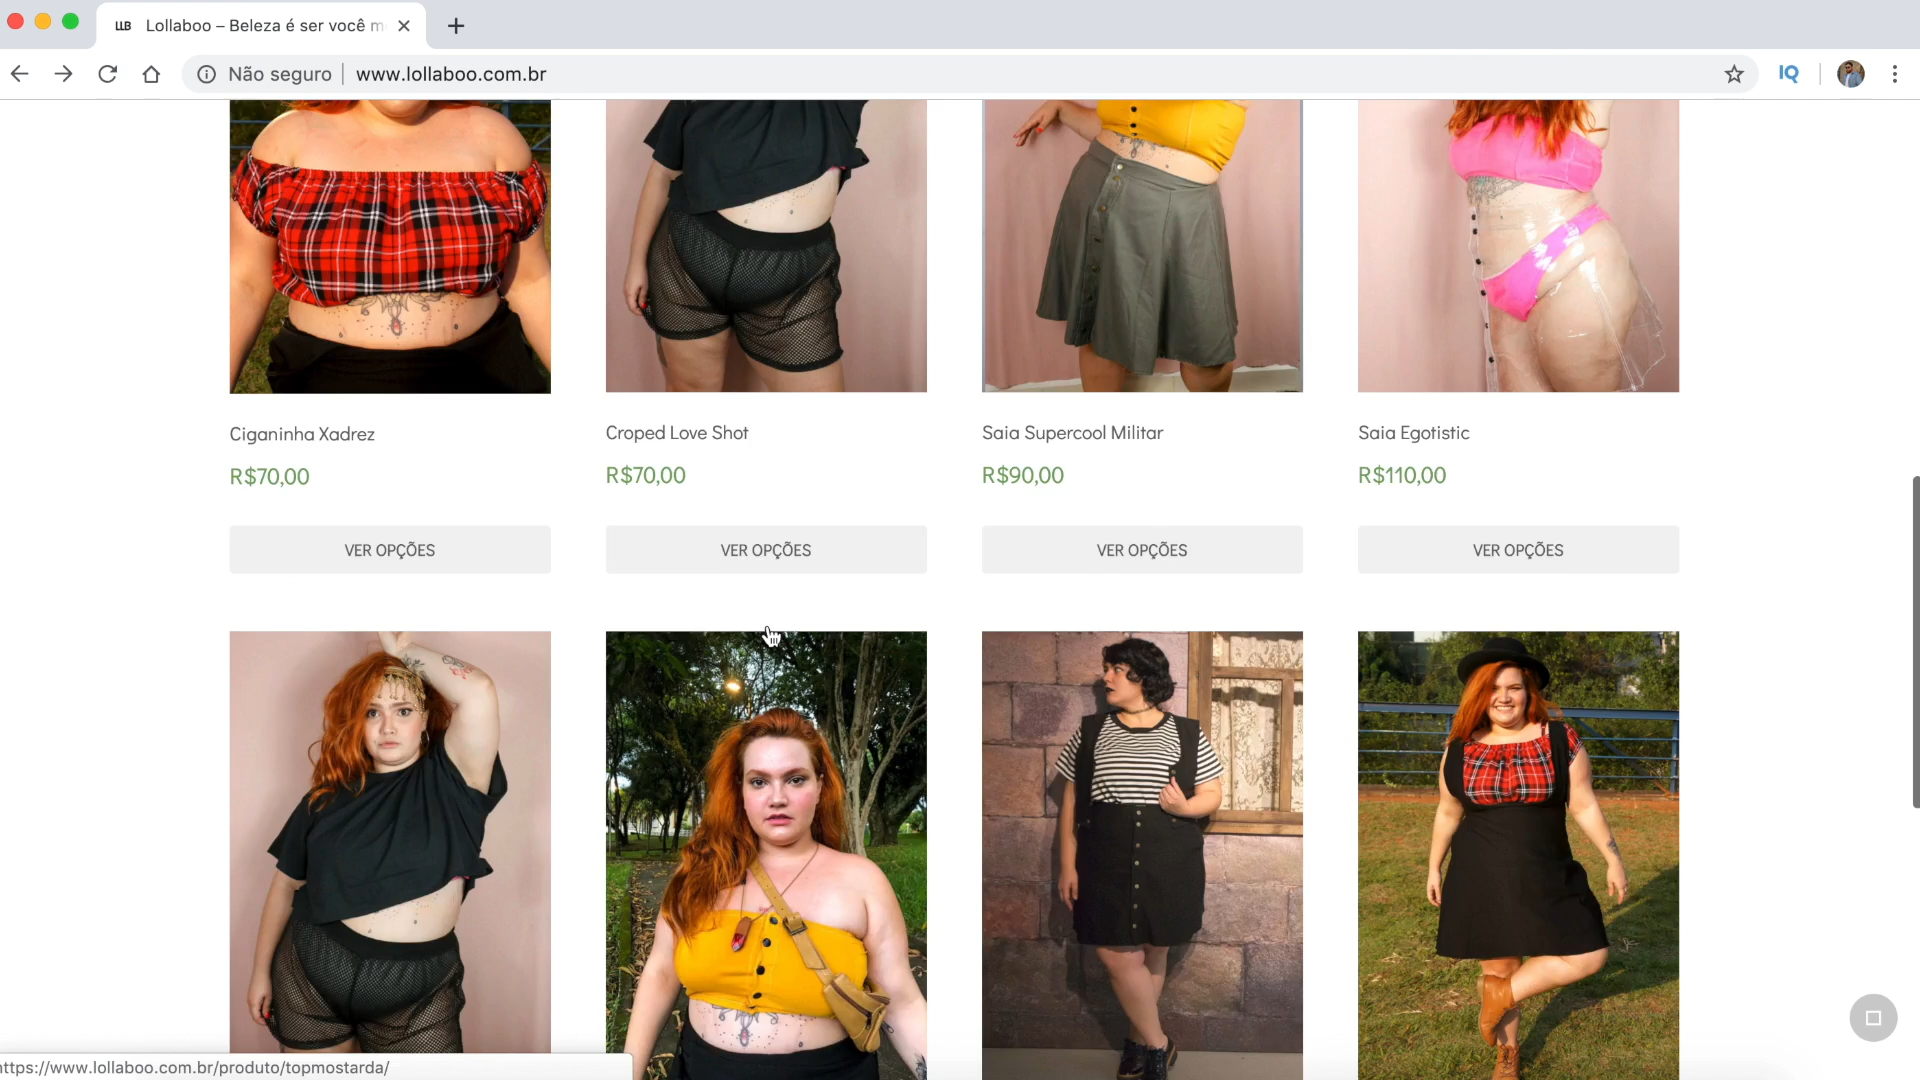 LLB Lollaboo – Beleza é ser você m
Não seguro www.lollaboo.com.br IQ
Ciganinha Xadrez
R$70,00
VER OPÇÕES
Croped Love Shot
R$70,00
VER OPÇÕES
Saia Supercool Militar
R$90,00
VER OPÇÕES
Saia Egotistic
R$110,00
VER OPÇÕES
https://www.lollaboo.com.br/produto/topmostarda/